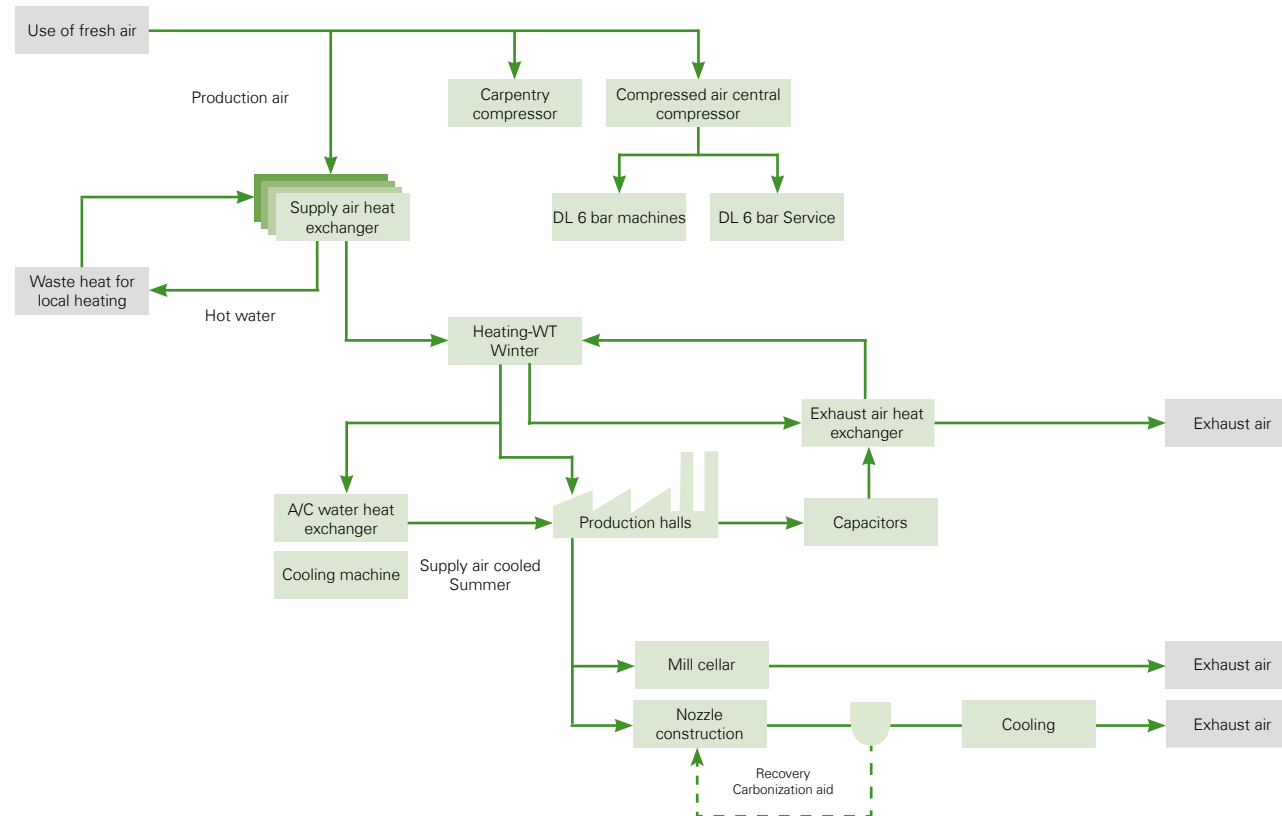 Use of fresh air
Production air
Carpentry
compressor
Compressed air central
compressor
Supply air heat
exchanger
DL 6 bar machines
DL 6 bar Service
Waste heat for
local heating
Hot water
Heating-WT
Winter
Exhaust air heat
exchanger
Exhaust air
A/C water heat
exchanger
Production halls
Capacitors
Cooling machine
Supply air cooled
Summer
Mill cellar
Exhaust air
Nozzle
construction
Cooling
Exhaust air
Recovery
Carbonization aid